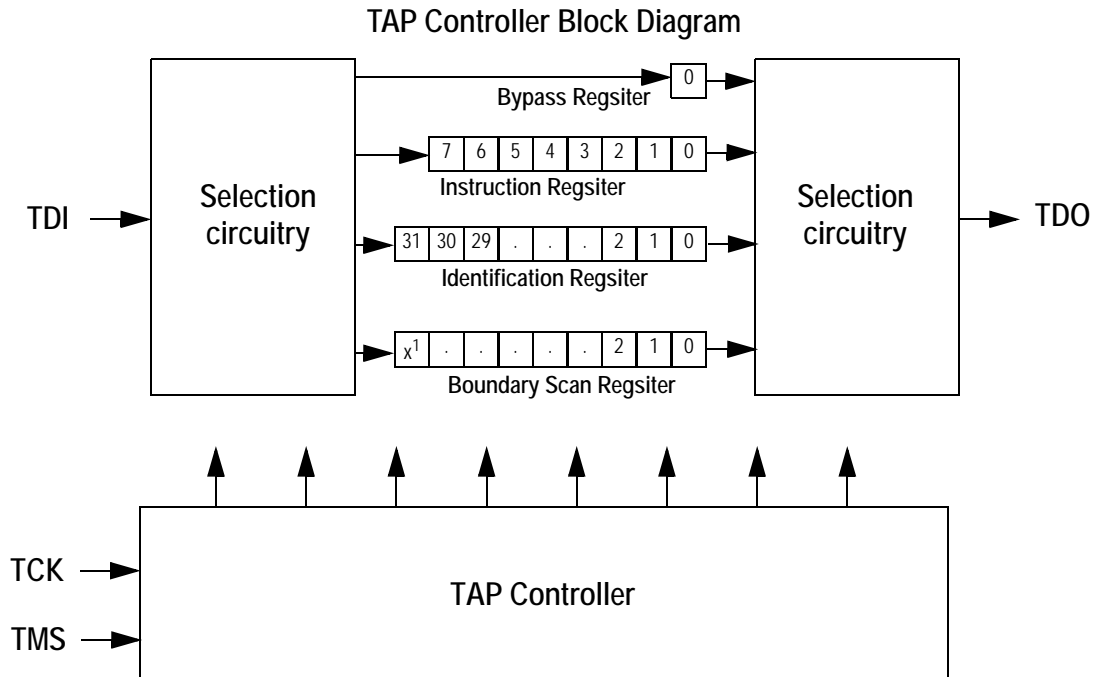 TAP Controller Block Diagram
0
Bypass Regsiter
7 6 5 4 3 2 1 0
Instruction Regsiter
TDI
Selection
circuitry
Selection
circuitry
TDO
31 30 29 . . . 2 1 0
Identification Regsiter
x¹ . . . . . 2 1 0
Boundary Scan Regsiter
TCK
TAP Controller
TMS